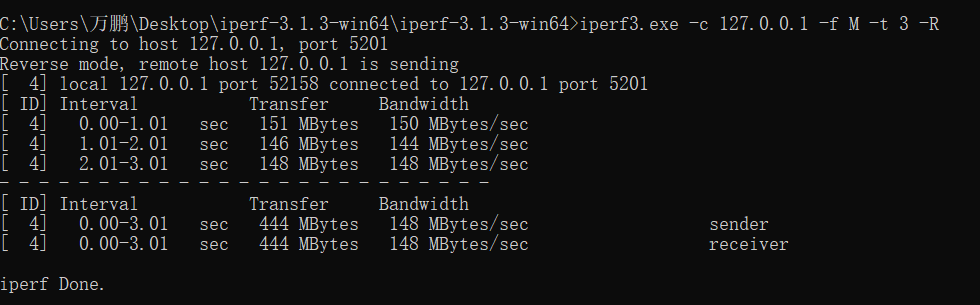 C:\Users\万鹏\Desktop\iperf-3.1.3-win64\iperf-3.1.3-win64>iperf3.exe -c 127.0.0.1 -f M -t 3 -R
Connecting to host 127.0.0.1, port 5201
Reverse mode, remote host 127.0.0.1 is sending
[  4] local 127.0.0.1 port 52158 connected to 127.0.0.1 port 5201
[ ID] Interval           Transfer     Bandwidth
[  4]   0.00-1.01   sec   151 MBytes   150 MBytes/sec
[  4]   1.01-2.01   sec   146 MBytes   144 MBytes/sec
[  4]   2.01-3.01   sec   148 MBytes   148 MBytes/sec
- - - - - - - - - - - - - - - - - - - - - - - - -
[ ID] Interval           Transfer     Bandwidth
[  4]   0.00-3.01   sec   444 MBytes   148 MBytes/sec                  sender
[  4]   0.00-3.01   sec   444 MBytes   148 MBytes/sec                  receiver
iperf Done.